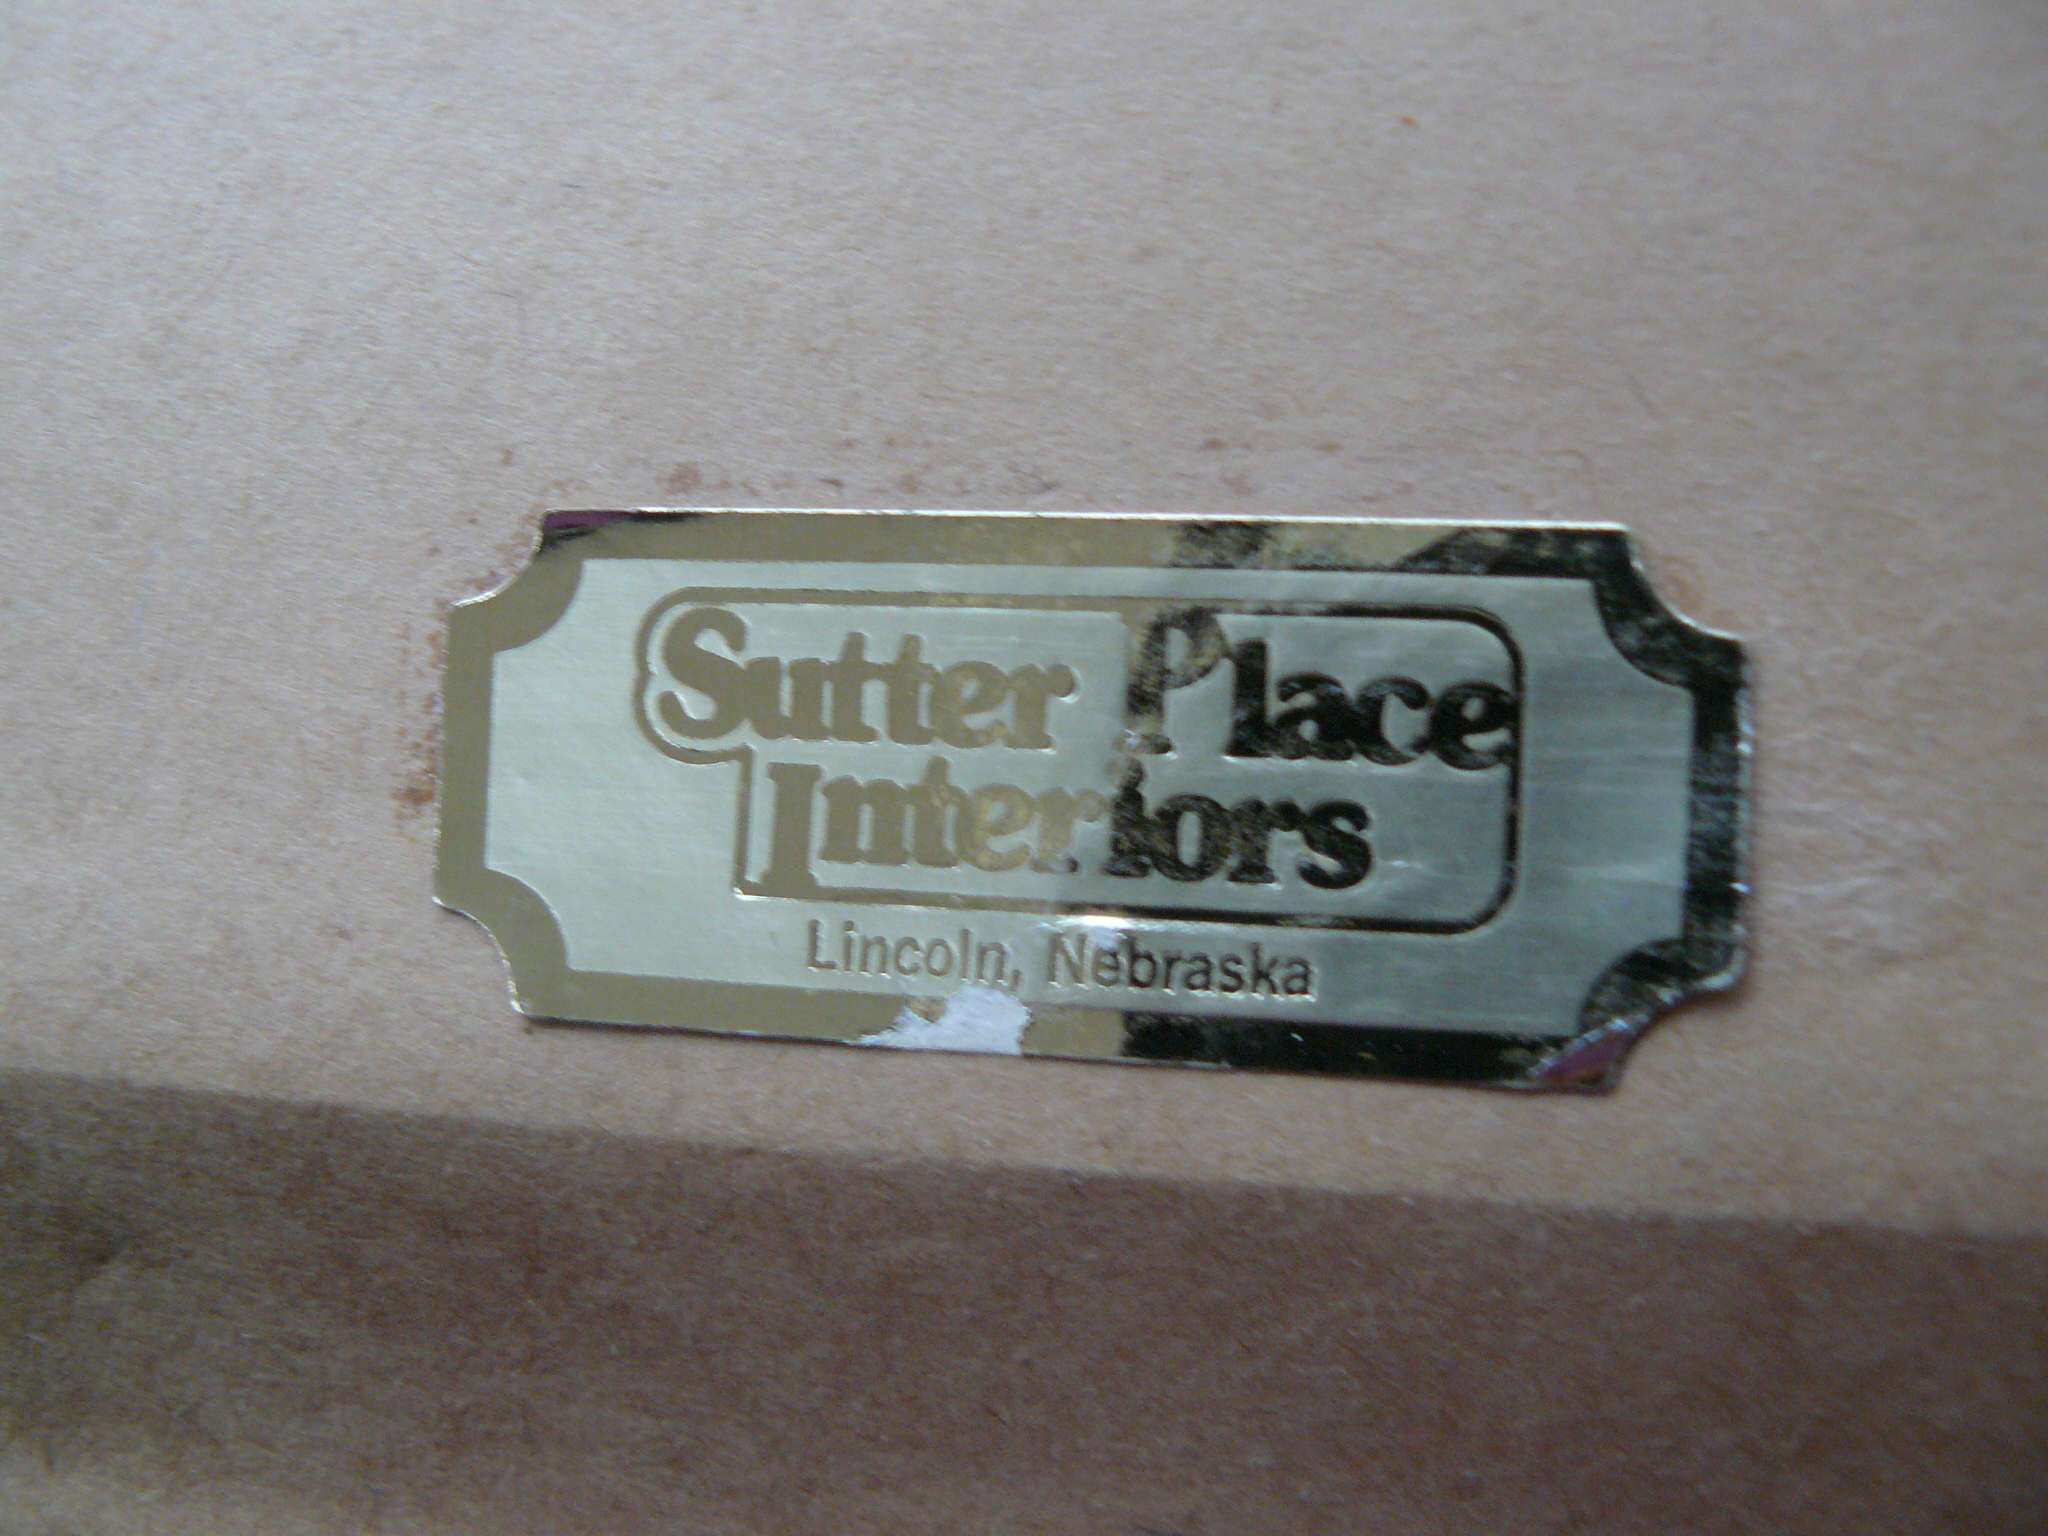 Sutter Place
Interiors
Lincoln, Nebraska